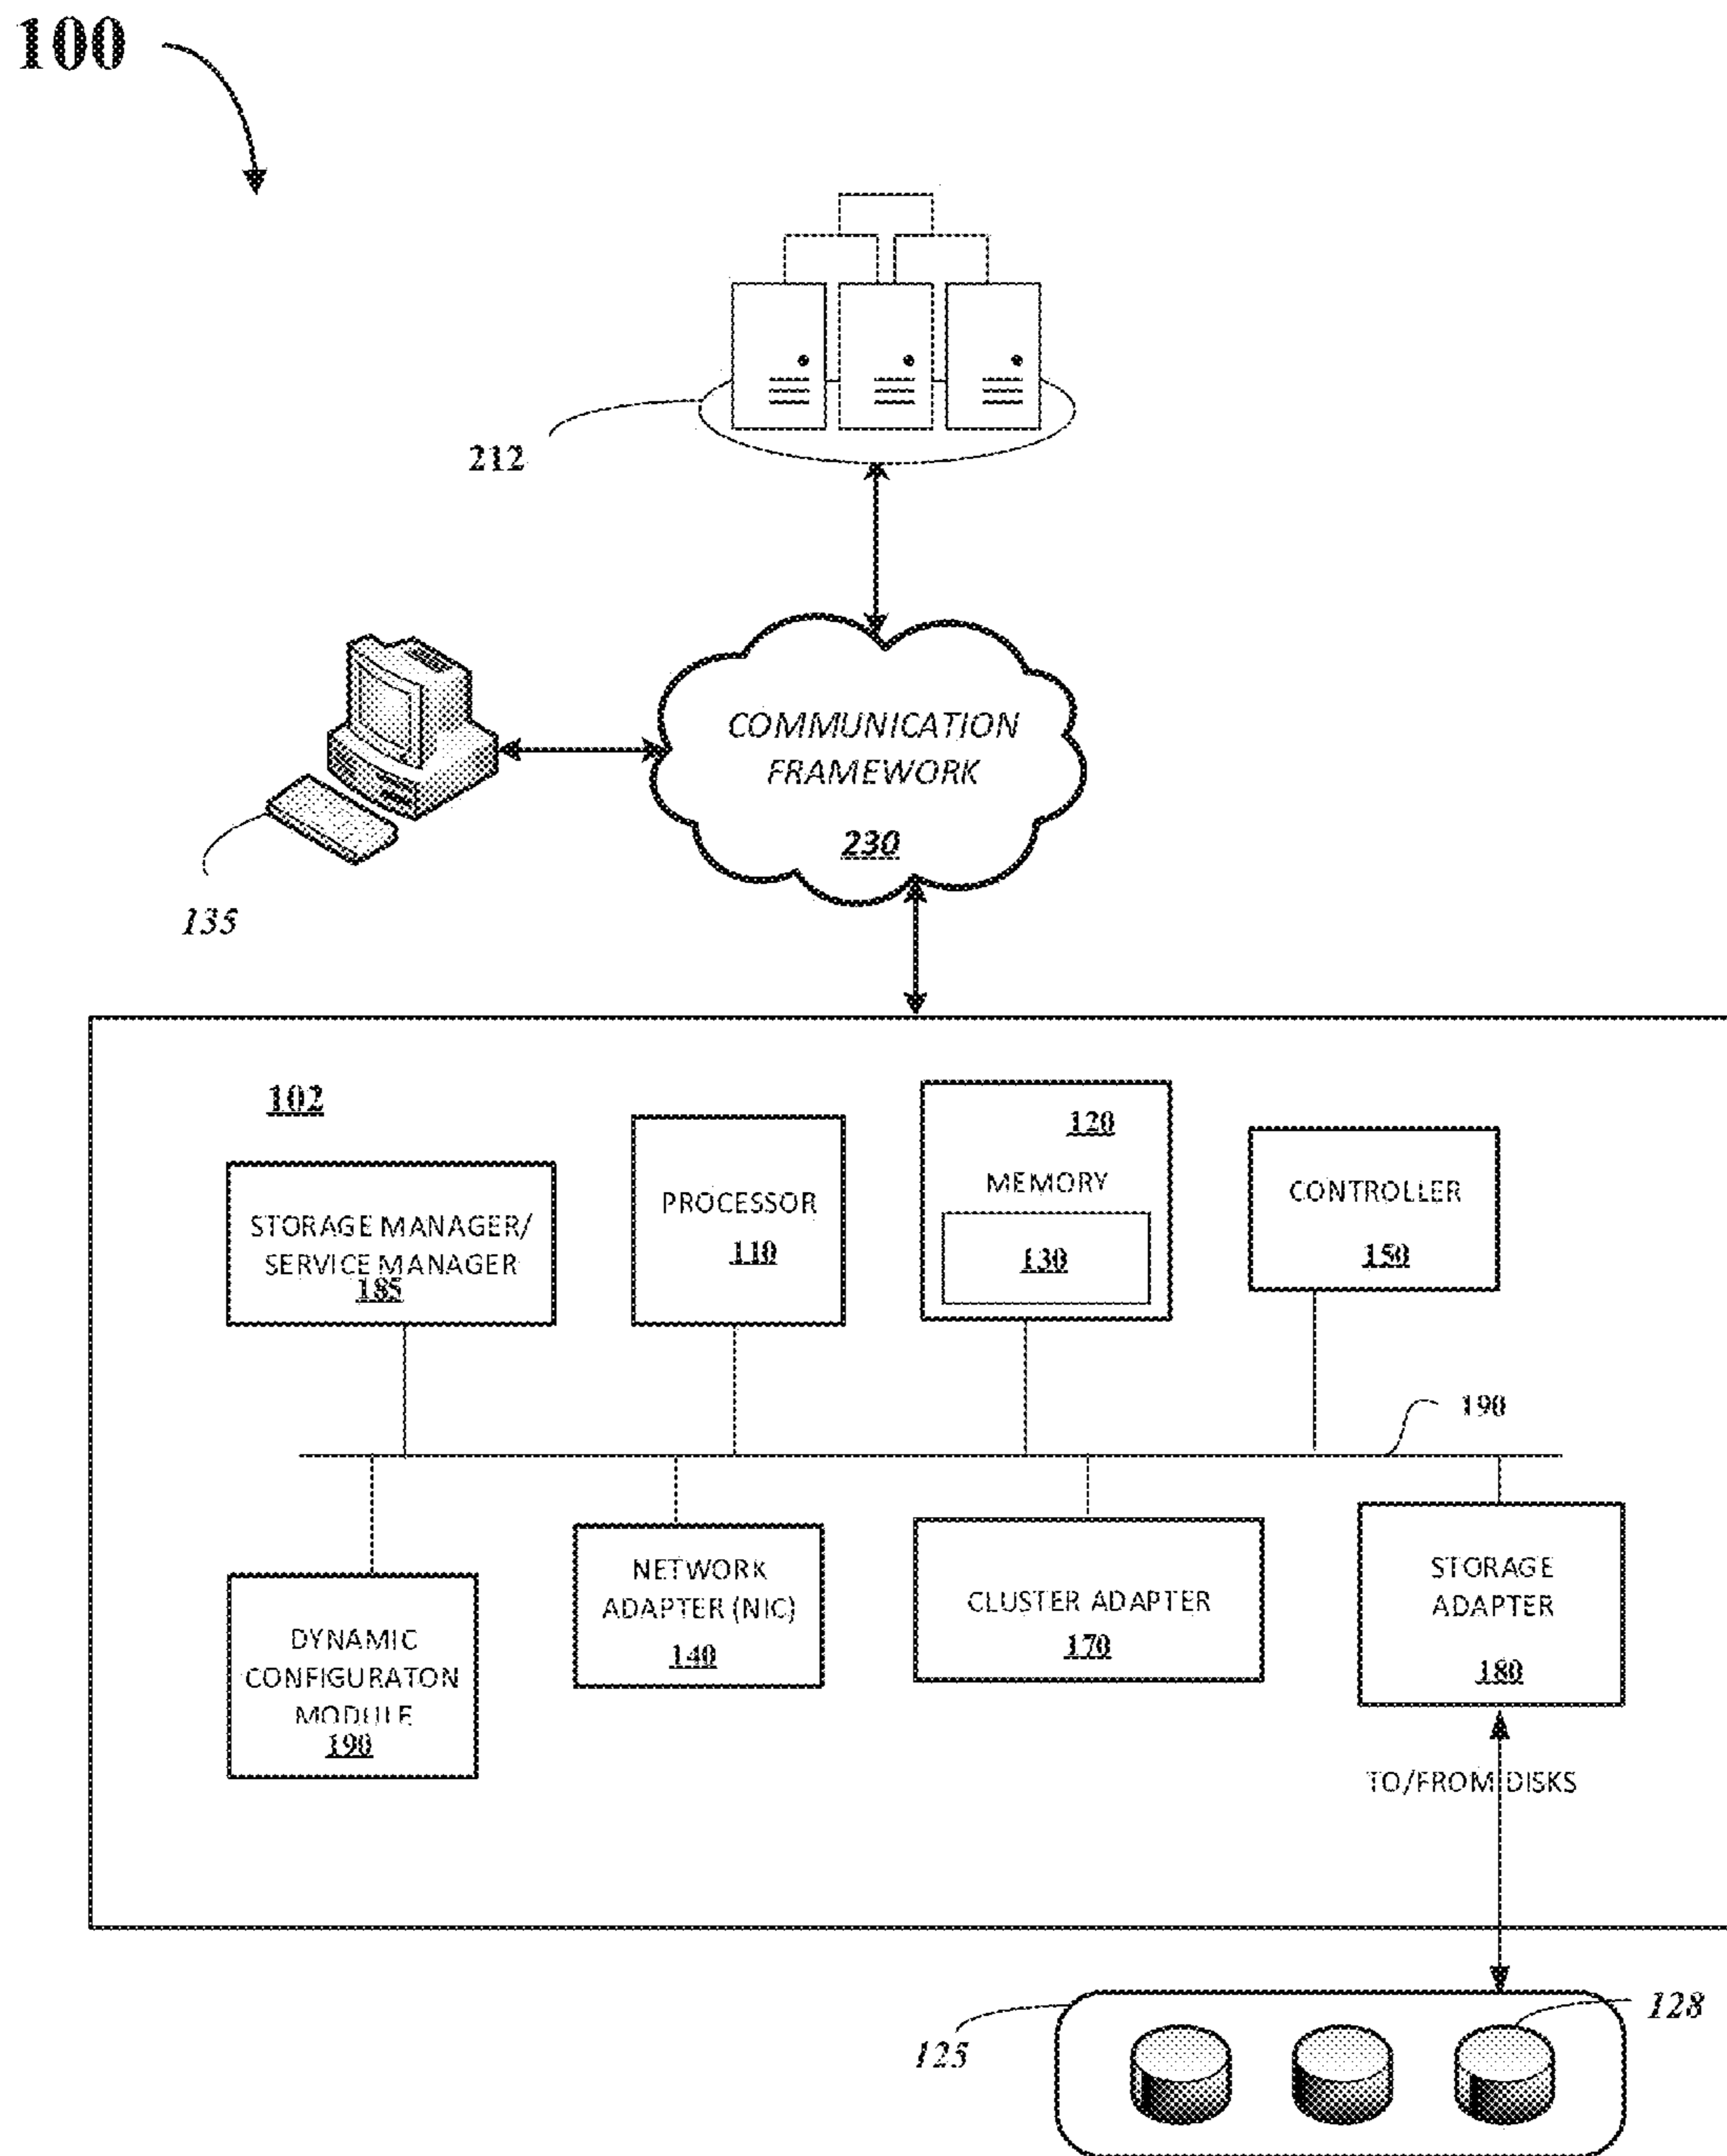 100
212
COMMUNICATION
FRAMEWORK
230
135
102
STORAGE MANAGER/
SERVICE MANAGER
185
PROCESSOR
110
120
MEMORY
130
CONTROLLER
150
190
DYNAMIC
CONFIGURATON
MODULE
190
NETWORK
ADAPTER (NIC)
140
CLUSTER ADAPTER
170
STORAGE
ADAPTER
180
TO/FROM DISKS
125
128